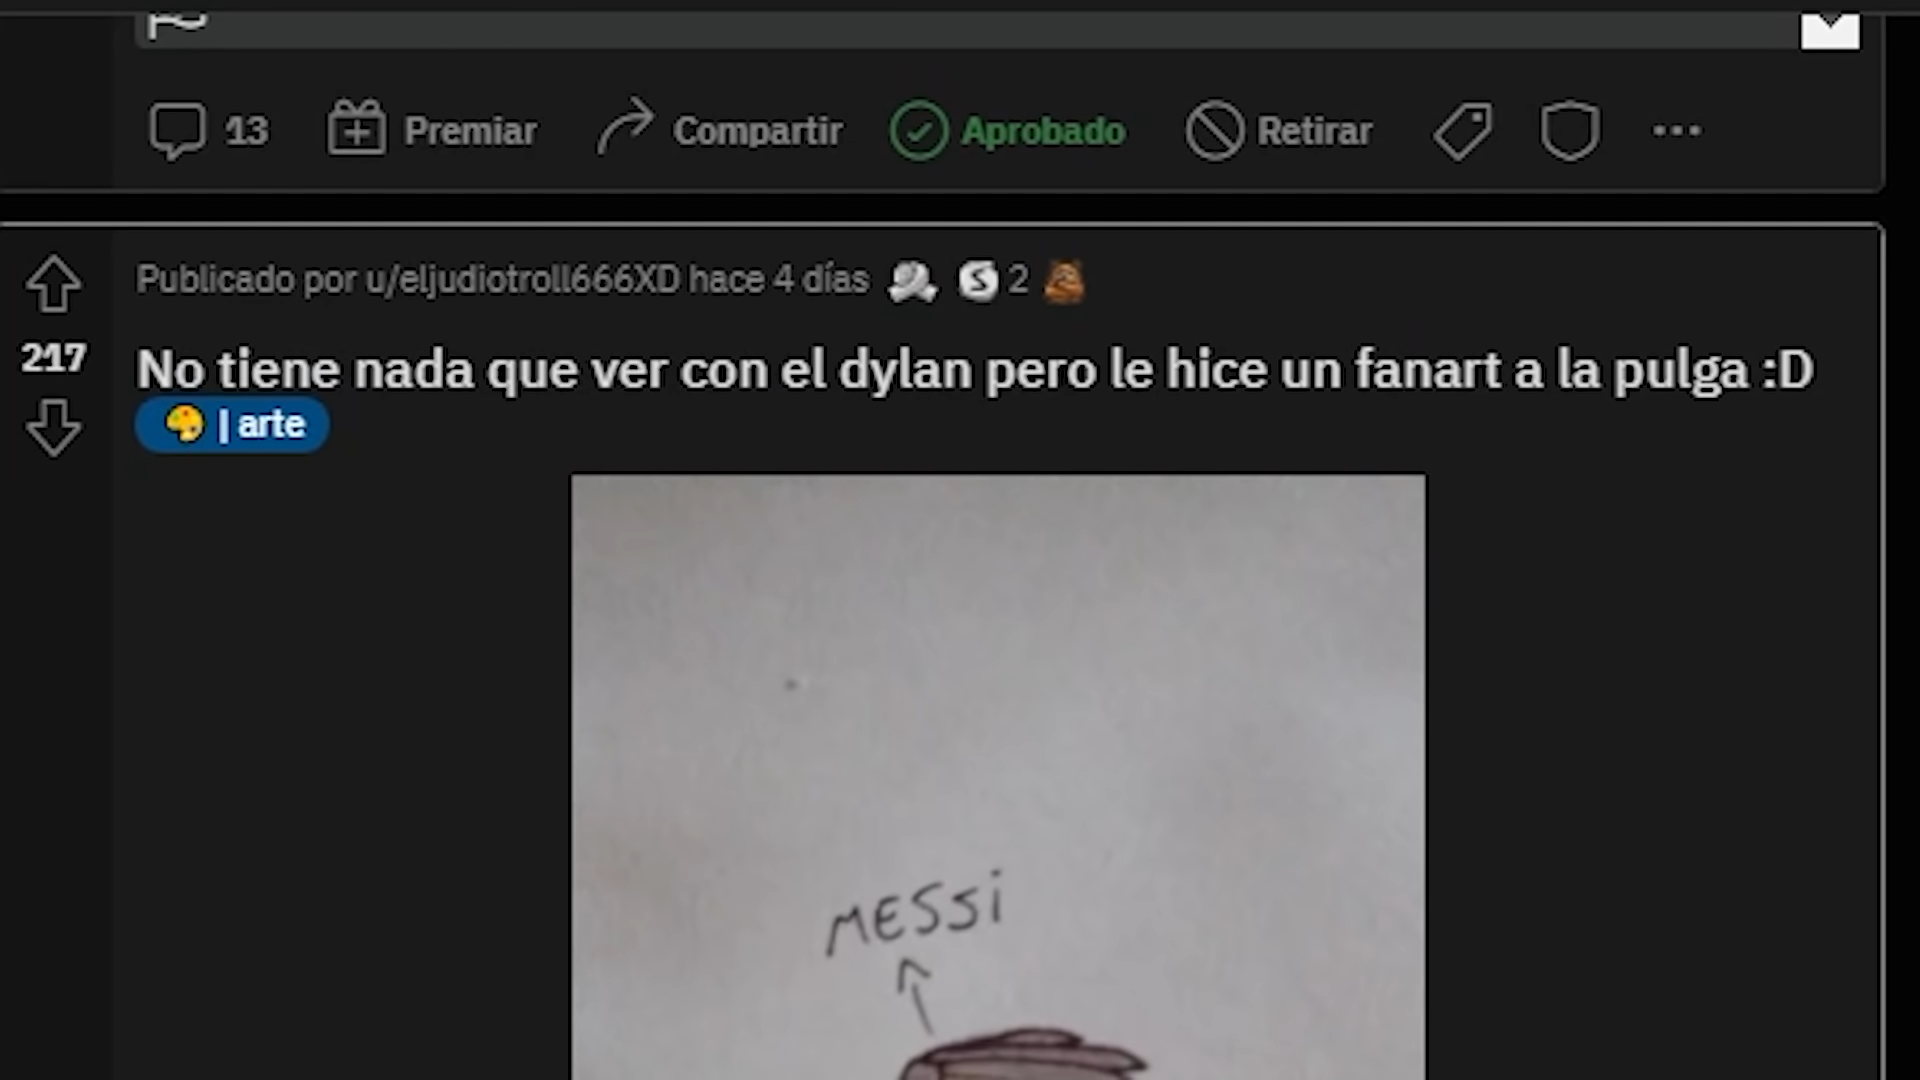 13 Premiar Compartir Aprobado Retirar
Publicado por u/eljudiotroll666XD hace 4 días 2
217
No tiene nada que ver con el dylan pero le hice un fanart a la pulga :D
| arte
MESSi